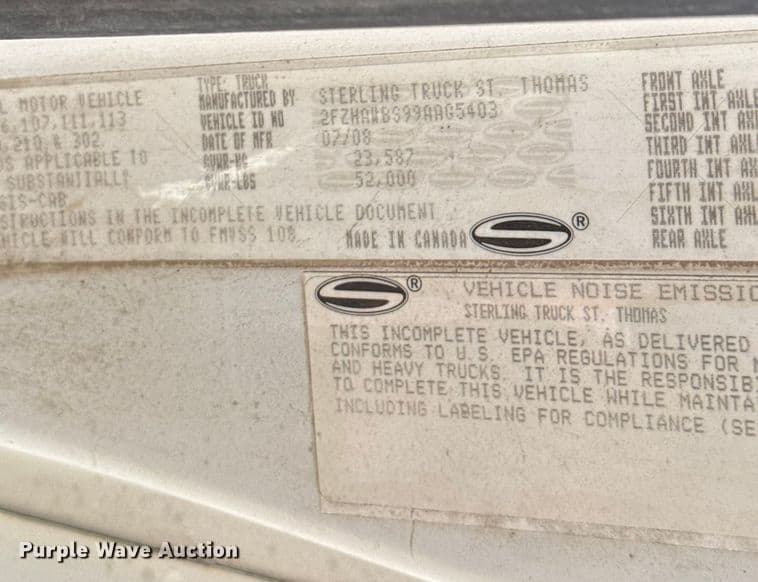 L MOTOR VEHICLE
6,107,111,113
,210, & 302
DS APPLICABLE TO
SUBSTANTIALLY
SIS-CAB
STRUCTIONS IN THE INCOMPLETE VEHICLE DOCUMENT
HICLE WILL CONFORM TO FMVSS 108
TYPE: TRUCK
MANUFACTURED BY STERLING TRUCK ST. THOMAS
VEHICLE ID NO 2FZHAWBS99AAG5403
DATE OF MFR 07/08
GVWR-KG 23,587
GVWR-LBS 52,000
MADE IN CANADA
S ®
FRONT AXLE
FIRST INT AXLE
SECOND INT AX
THIRD INT AXL
FOURTH INT AX
FIFTH INT AXL
SIXTH INT AXL
REAR AXLE
S ®
VEHICLE NOISE EMISSIO
STERLING TRUCK ST. THOMAS
THIS INCOMPLETE VEHICLE, AS DELIVERED
CONFORMS TO U.S. EPA REGULATIONS FOR
AND HEAVY TRUCKS. IT IS THE RESPONSIB
TO COMPLETE THIS VEHICLE WHILE MAINTA
INCLUDING LABELING FOR COMPLIANCE (SE
Purple Wave Auction